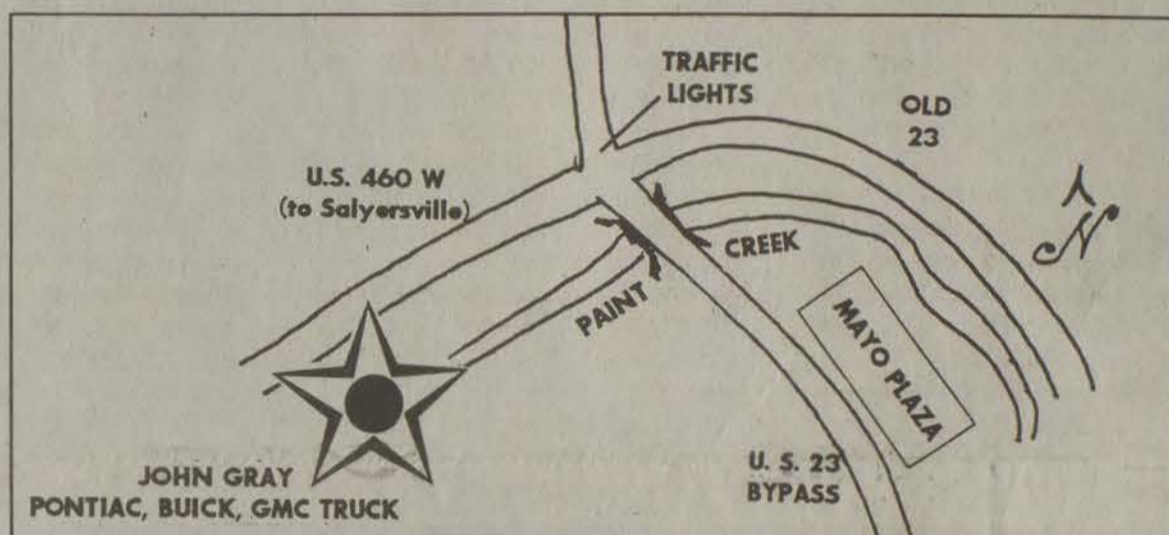 TRAFFIC
LIGHTS
OLD
23
U.S. 460 W
(to Salyersville)
N
CREEK
PAINT
MAYO PLAZA
U. S. 23
BYPASS
JOHN GRAY
PONTIAC, BUICK, GMC TRUCK